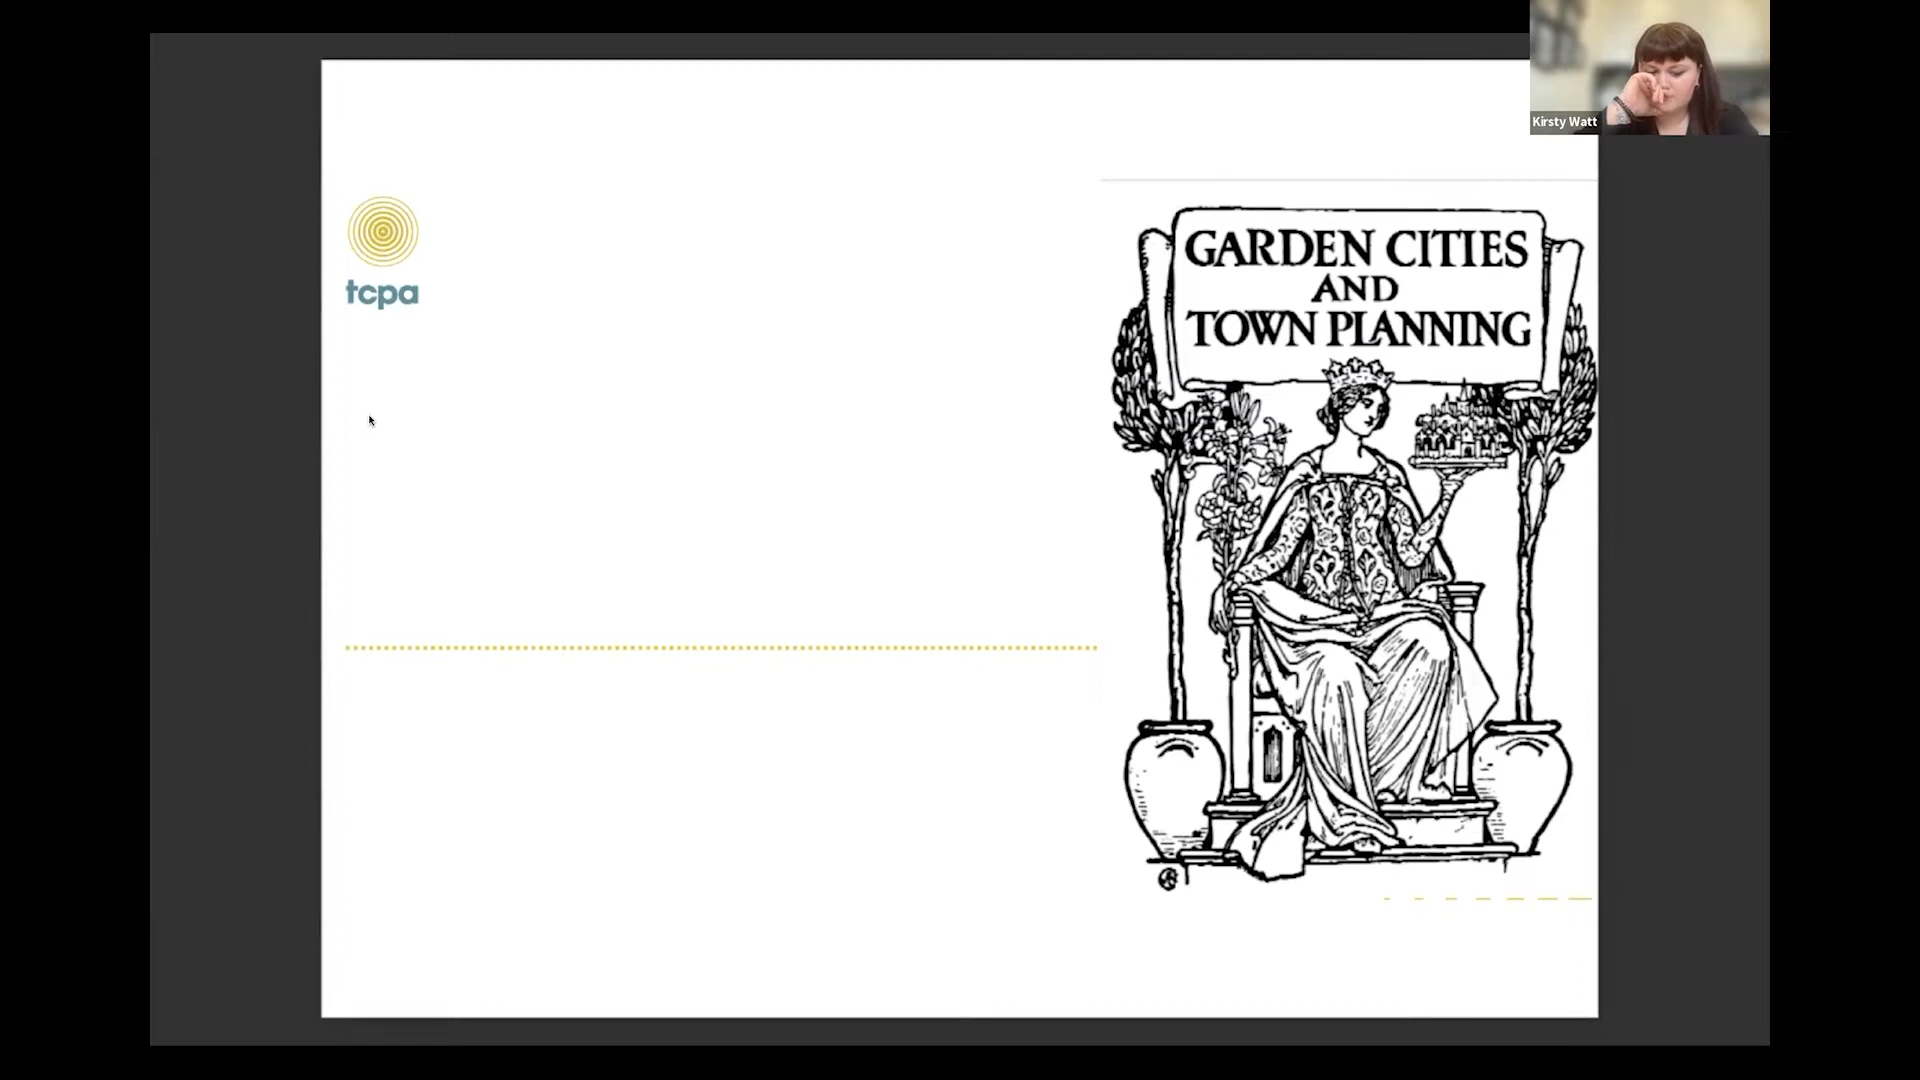 Kirsty Watt
tcpa
GARDEN CITIES
AND
TOWN PLANNING